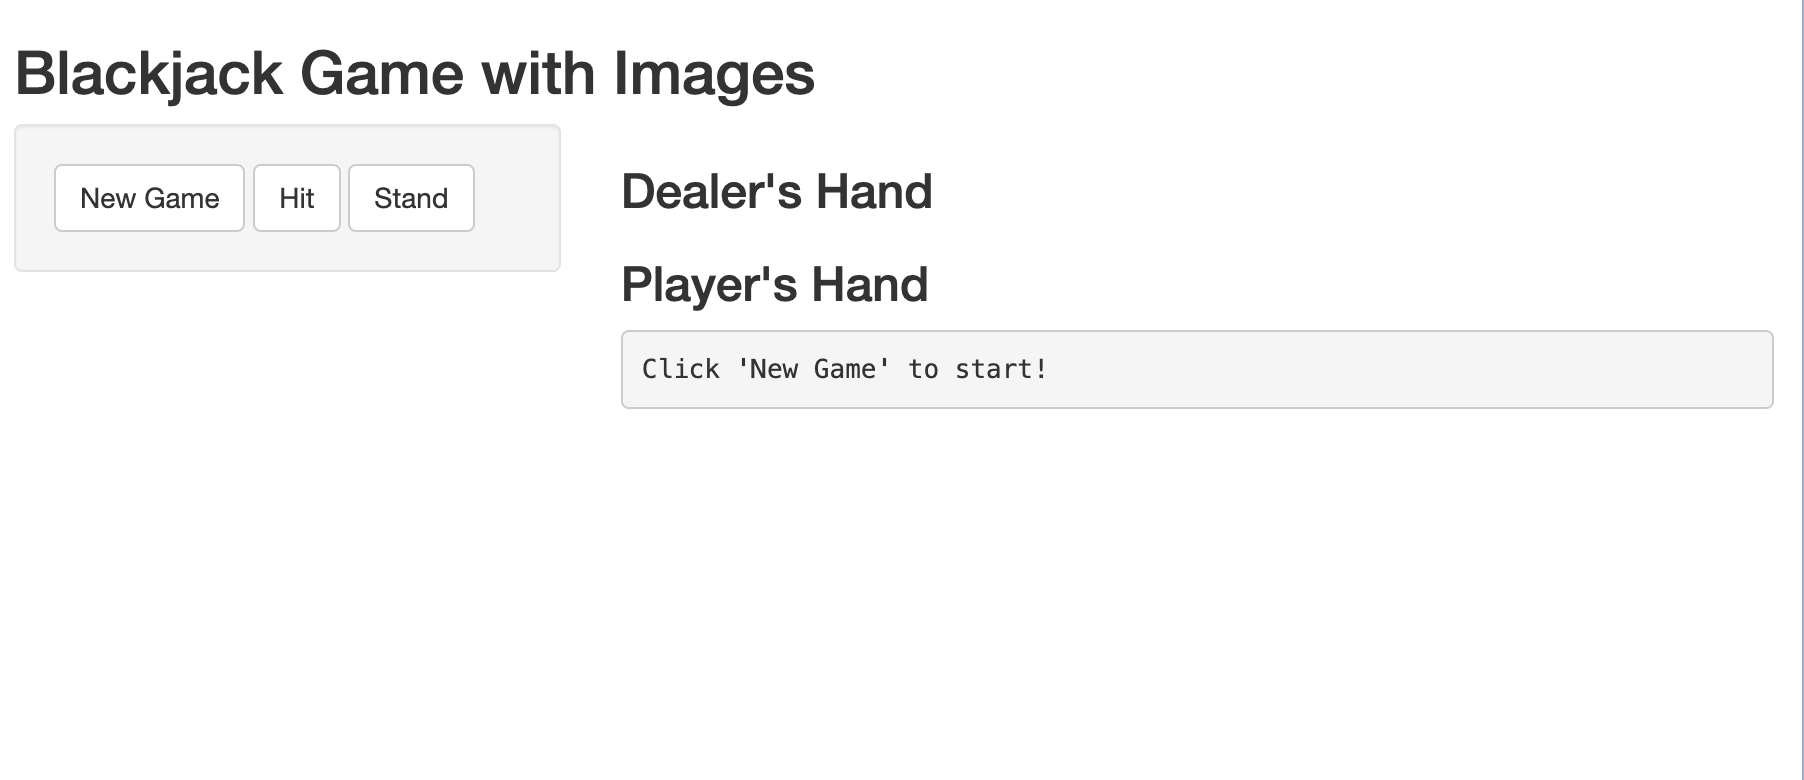 Blackjack Game with Images
New Game Hit Stand
Dealer's Hand
Player's Hand
Click 'New Game' to start!